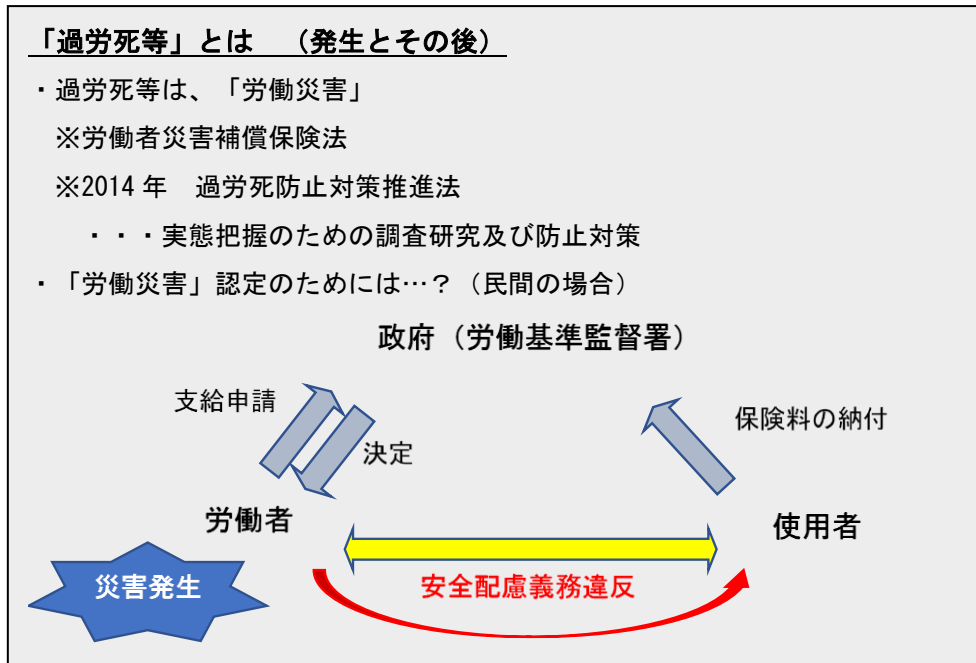 「過労死等」とは　（発生とその後）
・過労死等は、「労働災害」
※労働者災害補償保険法
※2014 年　過労死防止対策推進法
・・・実態把握のための調査研究及び防止対策
・「労働災害」認定のためには…？（民間の場合）
政府（労働基準監督署）
支給申請
保険料の納付
決定
労働者
使用者
災害発生
安全配慮義務違反